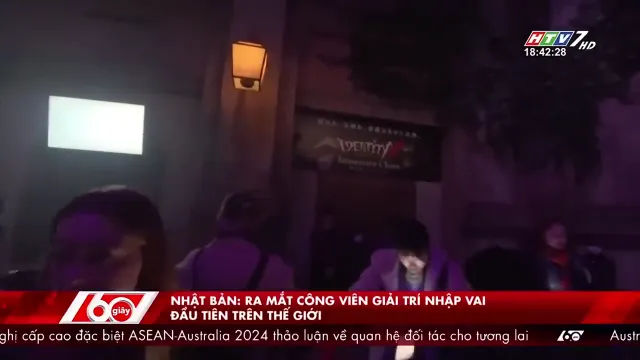 HTV7 HD
18:42:28
IDENTITY V
60 giây
NHẬT BẢN: RA MẮT CÔNG VIÊN GIẢI TRÍ NHẬP VAI
ĐẦU TIÊN TRÊN THẾ GIỚI
ghị cấp cao đặc biệt ASEAN-Australia 2024 thảo luận về quan hệ đối tác cho tương lai
60